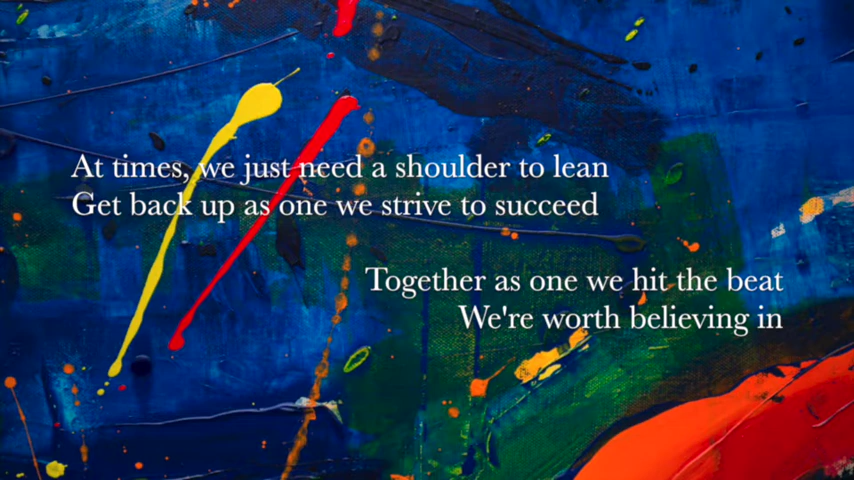 At times, we just need a shoulder to lean
Get back up as one we strive to succeed
Together as one we hit the beat
We're worth believing in